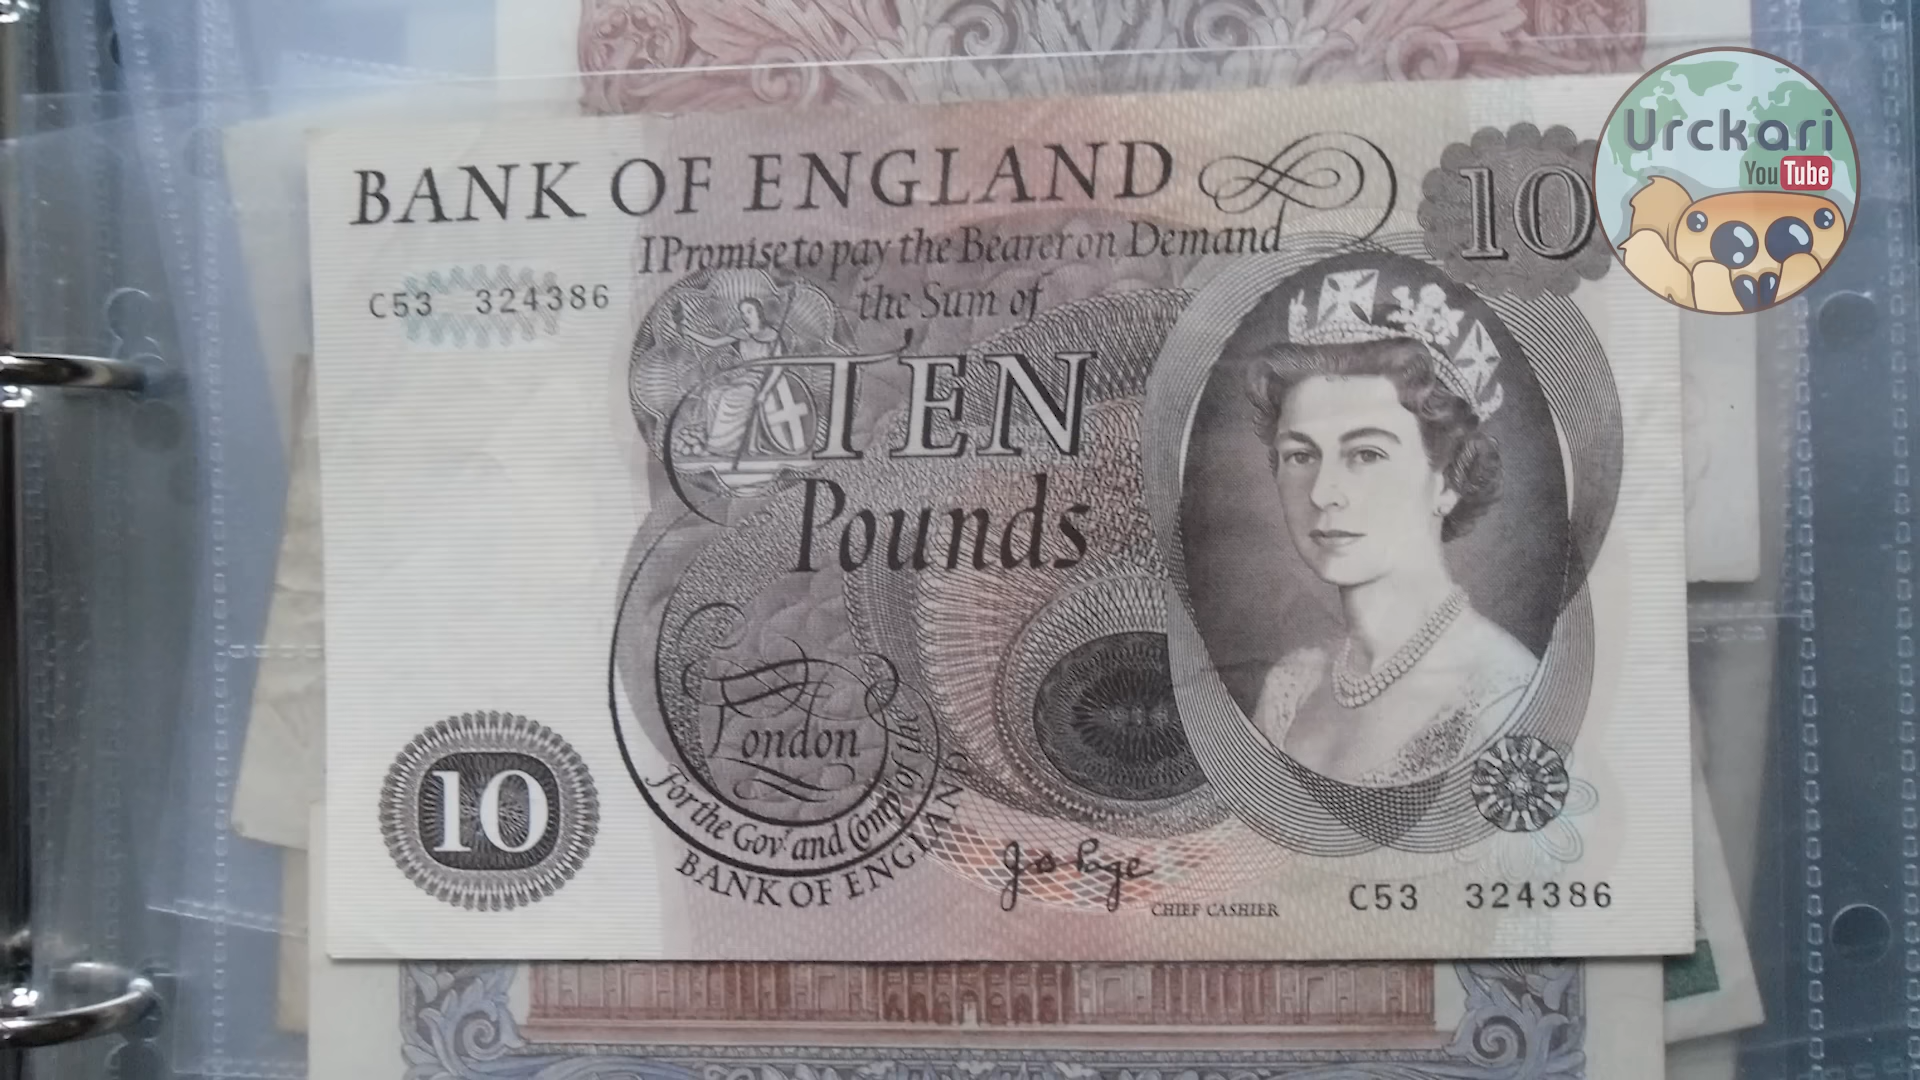 Urckari
YouTube
BANK OF ENGLAND
10
I Promise to pay the Bearer on Demand
the Sum of
C53 324386
TEN
Pounds
London
for the Govr. and Compa. of the
BANK OF ENGLAND
10
J S Page
CHIEF CASHIER
C53 324386